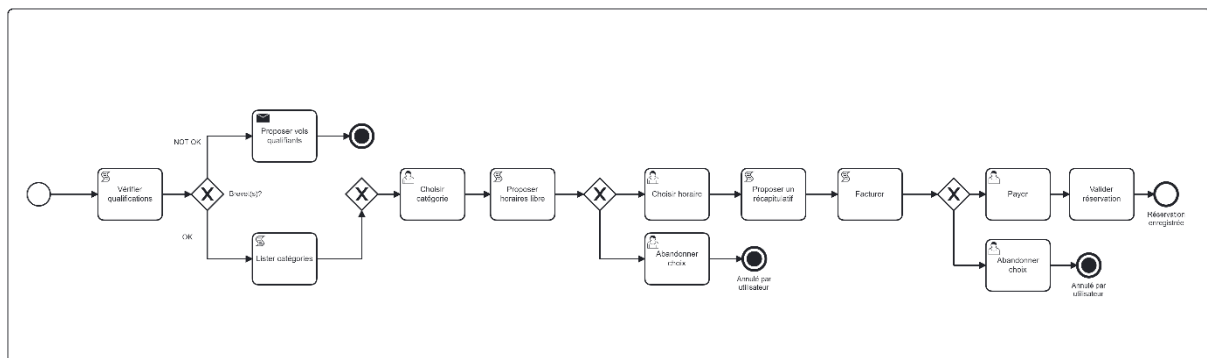 Vérifier
qualifications
NOT OK
Brevet(s)?
OK
Proposer vols
qualifiants
Lister catégories
Choisir
catégorie
Proposer
horaires libre
Choisir horaire
Abandonner
choix
Annulé par
utilisateur
Proposer un
récapitulatif
Facturer
Payer
Abandonner
choix
Annulé par
utilisateur
Valider
réservation
Réservation
enregistrée